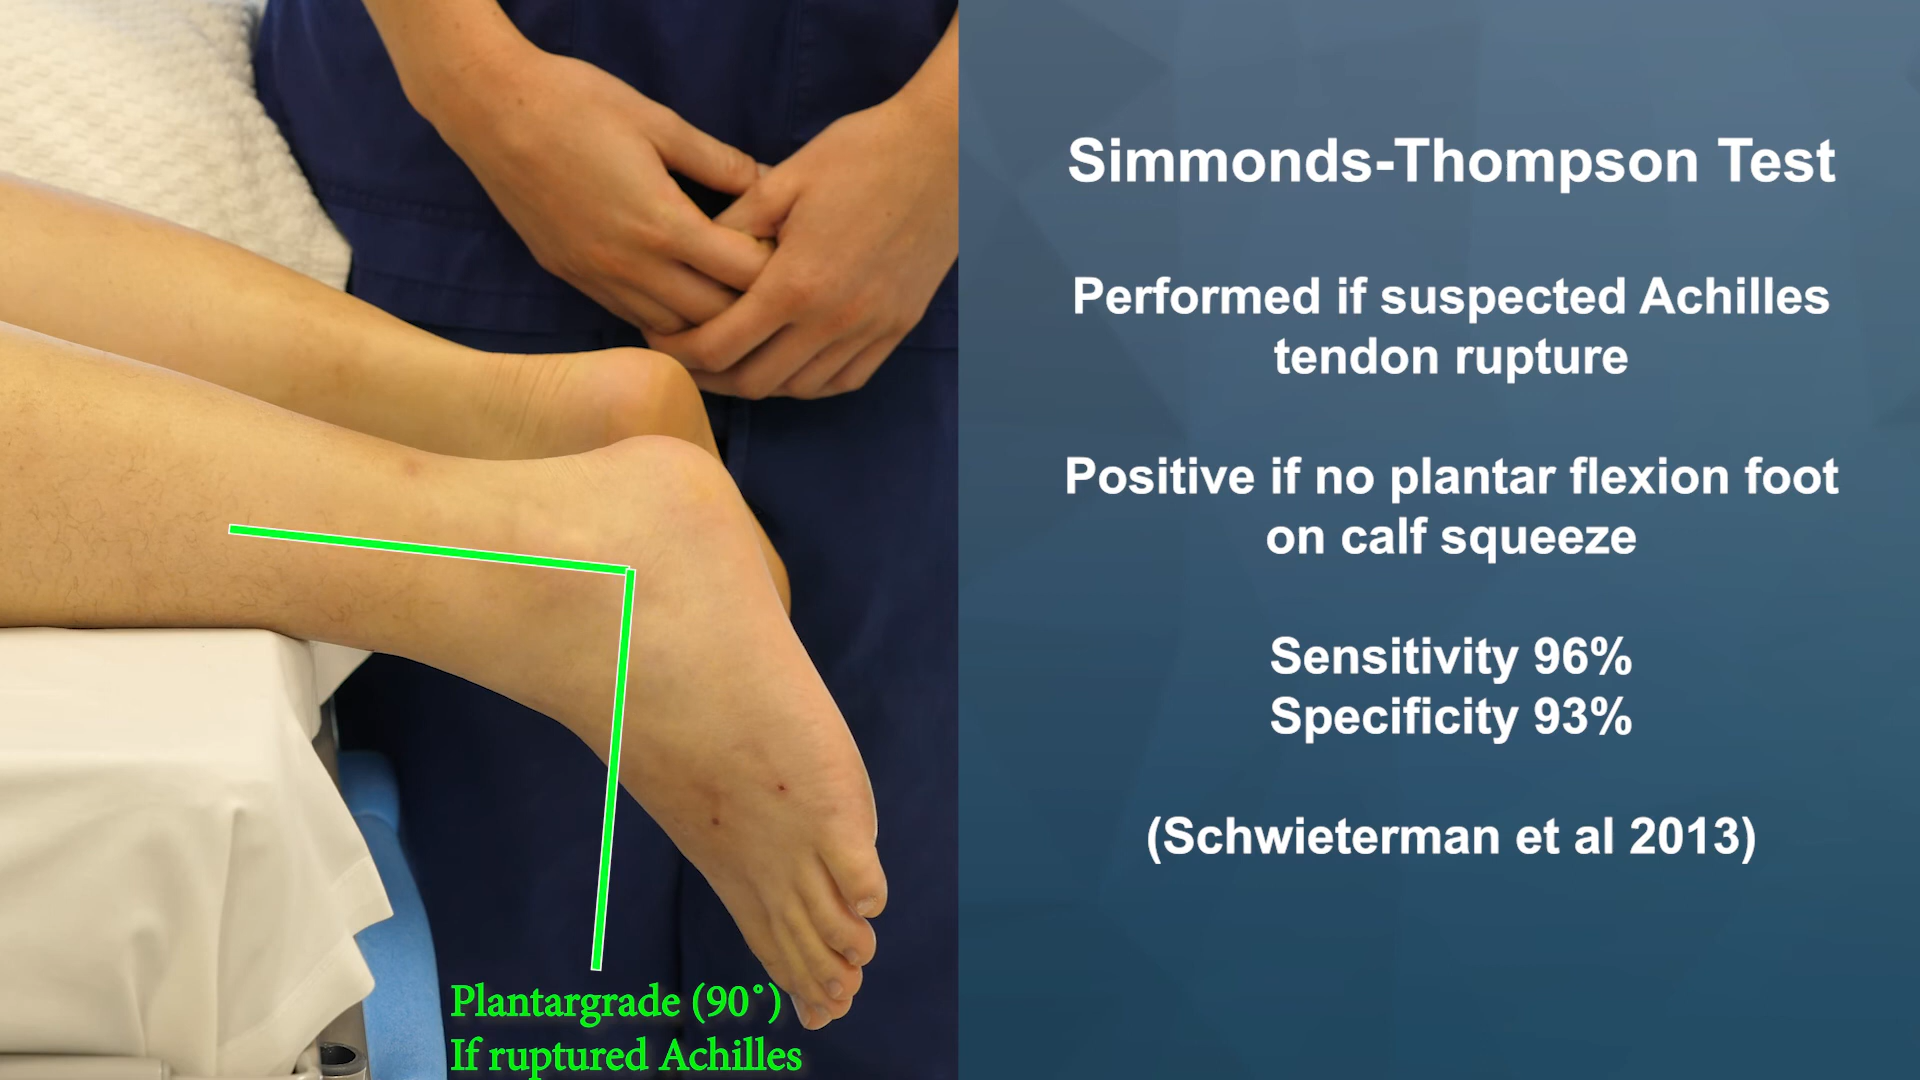 Simmonds-Thompson Test
Performed if suspected Achilles
tendon rupture
Positive if no plantar flexion foot
on calf squeeze
Sensitivity 96%
Specificity 93%
(Schwieterman et al 2013)
Plantargrade (90°)
If ruptured Achilles